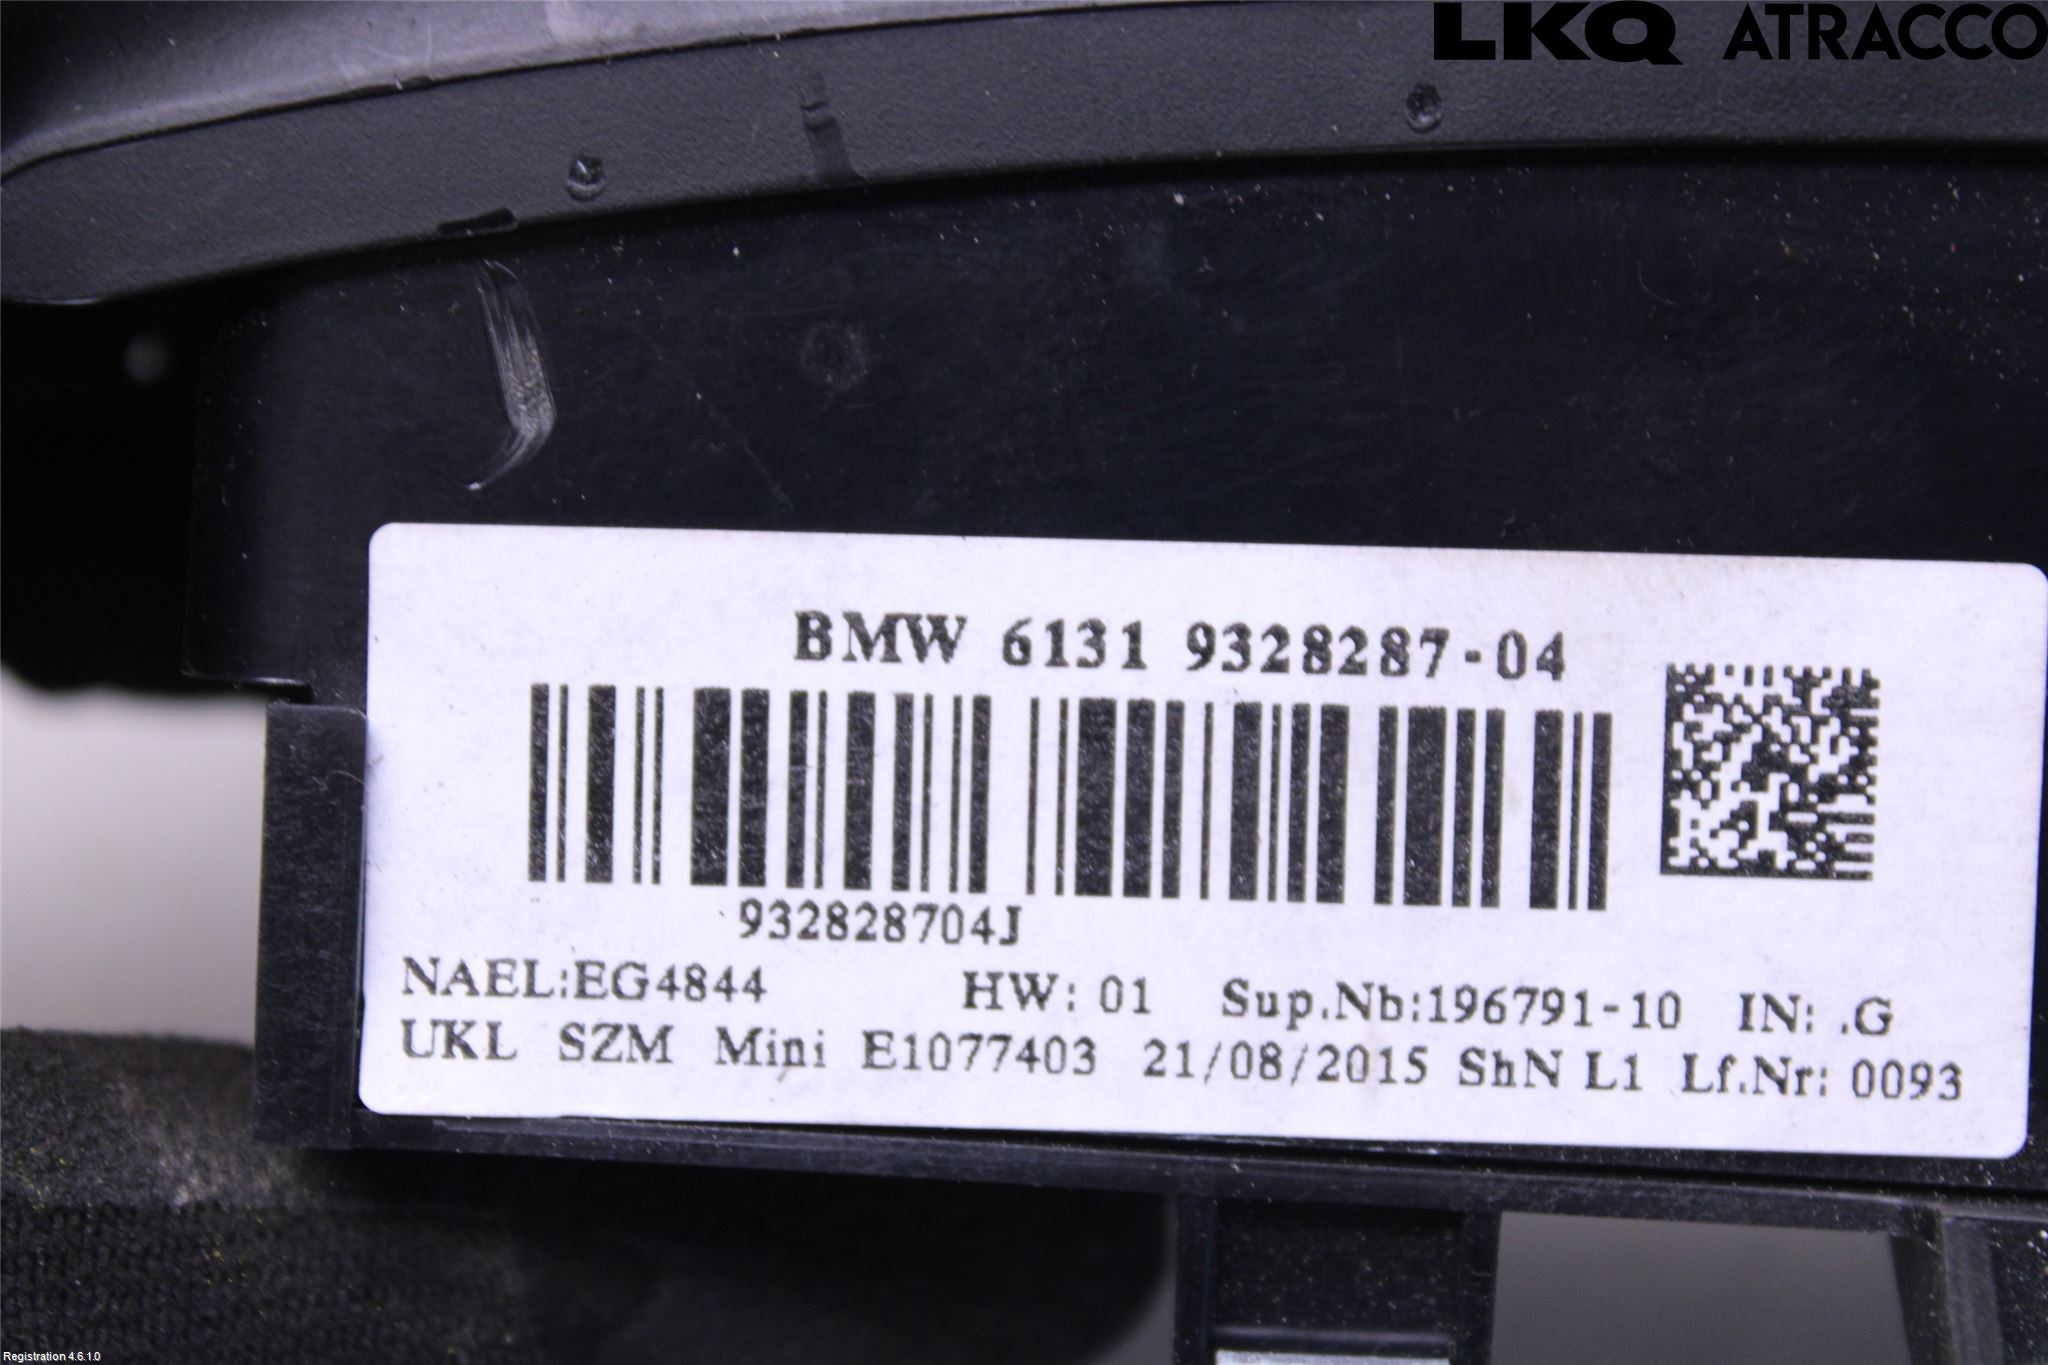 LKQ ATRACCO
BMW 6131 9328287-04
932828704J
NAEL:EG4844 HW: 01 Sup.Nb:196791-10 IN: .G
UKL SZM Mini E1077403 21/08/2015 ShN L1 Lf.Nr: 0093
Registration 4.6.1.0